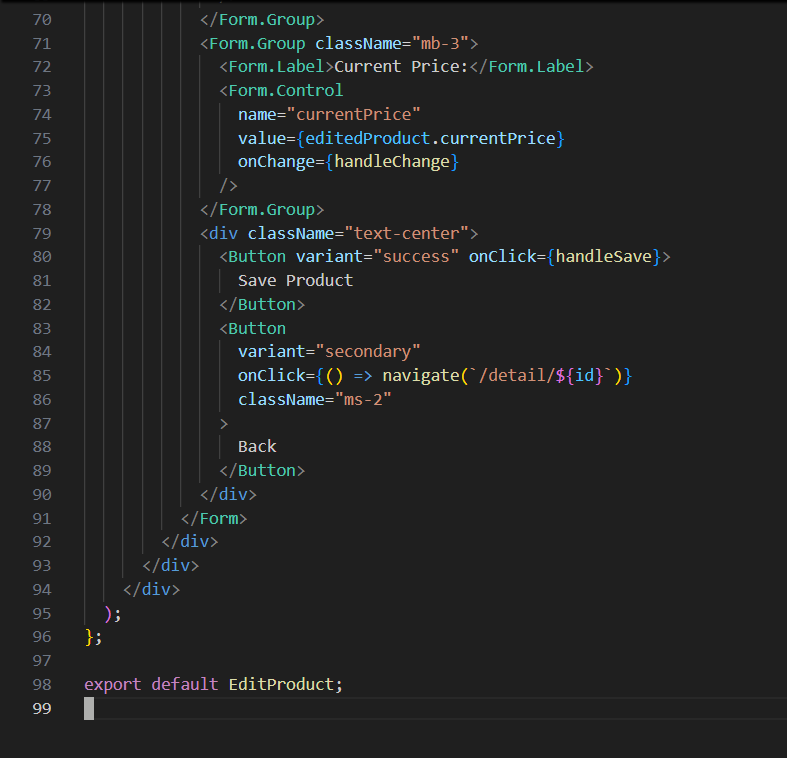 70 </Form.Group>
71 <Form.Group className="mb-3">
72 <Form.Label>Current Price:</Form.Label>
73 <Form.Control
74 name="currentPrice"
75 value={editedProduct.currentPrice}
76 onChange={handleChange}
77 />
78 </Form.Group>
79 <div className="text-center">
80 <Button variant="success" onClick={handleSave}>
81 Save Product
82 </Button>
83 <Button
84 variant="secondary"
85 onClick={() => navigate(`/detail/${id}`)}
86 className="ms-2"
87 >
88 Back
89 </Button>
90 </div>
91 </Form>
92 </div>
93 </div>
94 </div>
95 );
96 };
97
98 export default EditProduct;
99